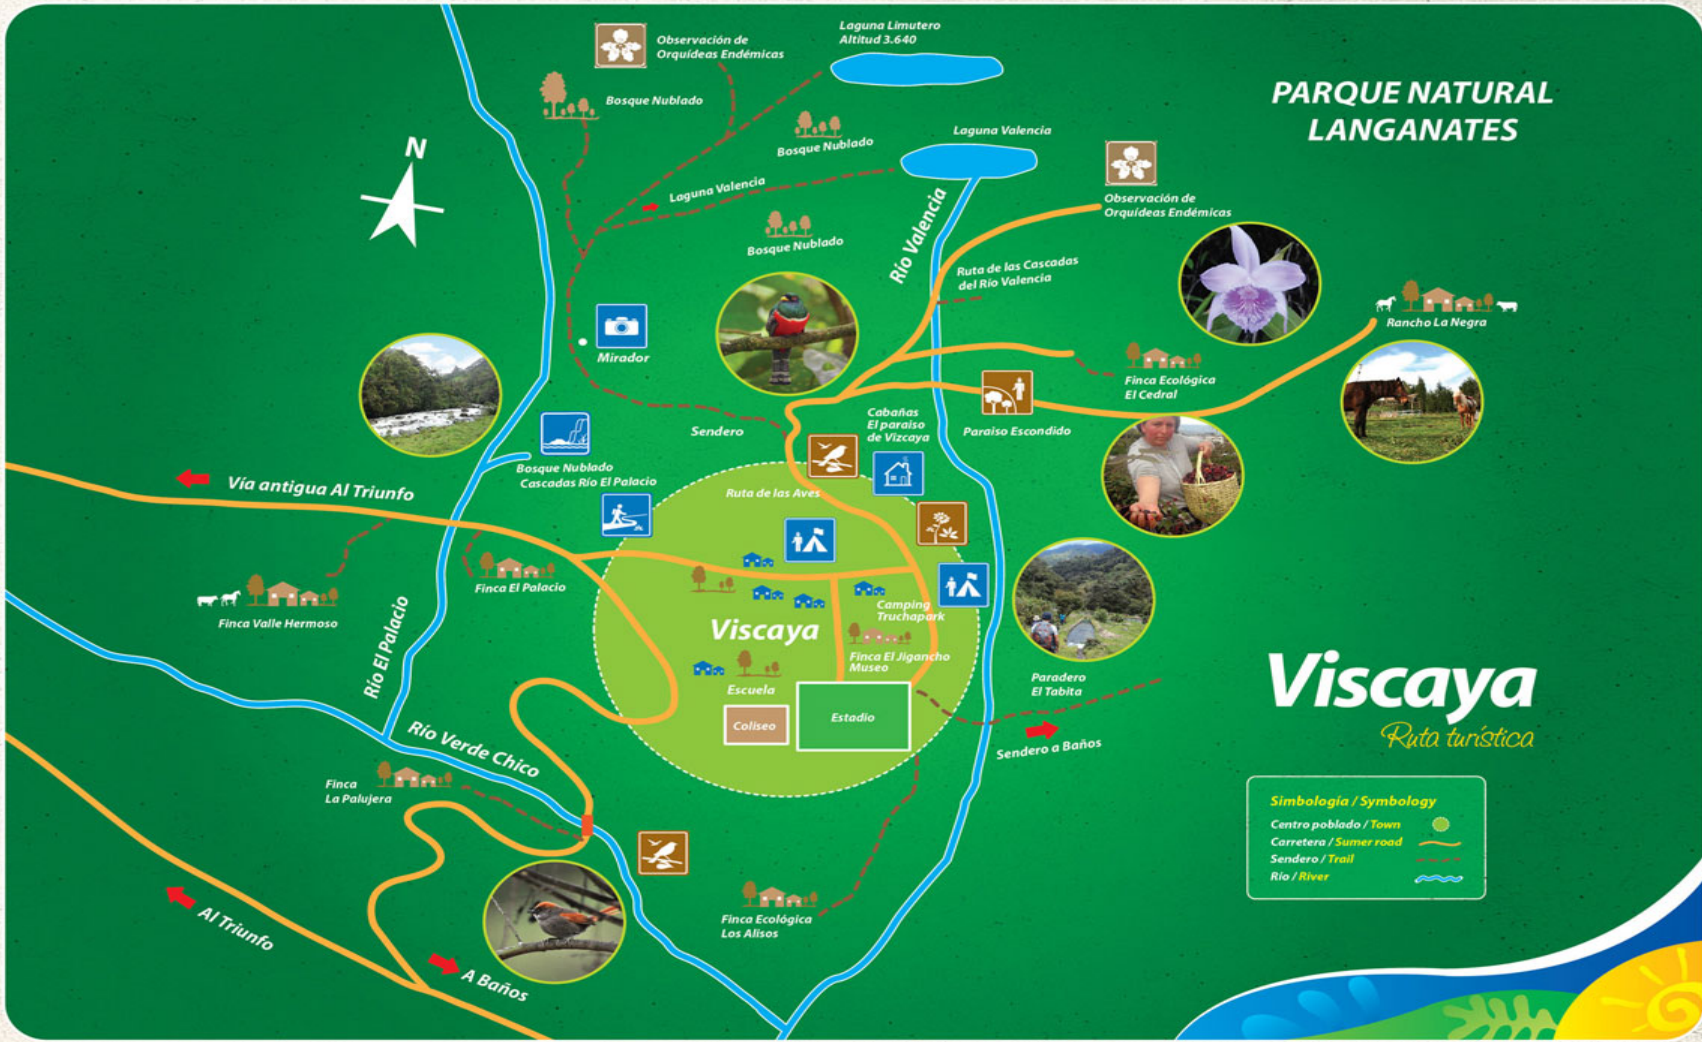 Observación de
Orquídeas Endémicas
Laguna Limutero
Altitud 3.640
PARQUE NATURAL
LANGANATES
Bosque Nublado
Bosque Nublado
Laguna Valencia
N
Laguna Valencia
Observación de
Orquídeas Endémicas
Bosque Nublado
Río Valencia
Ruta de las Cascadas
del Río Valencia
Rancho La Negra
Mirador
Finca Ecológica
El Cedral
Cabañas
El paraiso
de Vizcaya
Sendero
Paraiso Escondido
Bosque Nublado
Cascadas Río El Palacio
Vía antigua Al Triunfo
Ruta de las Aves
Finca El Palacio
Finca Valle Hermoso
Río El Palacio
Camping
Truchapark
Viscaya
Finca El Jigancho
Museo
Escuela
Coliseo
Estadio
Paradero
El Tabita
Sendero a Baños
Viscaya
Ruta turística
Río Verde Chico
Finca
La Palujera
Simbología / Symbology
Centro poblado / Town
Carretera / Sumer road
Sendero / Trail
Río / River
Finca Ecológica
Los Alisos
Al Triunfo
A Baños